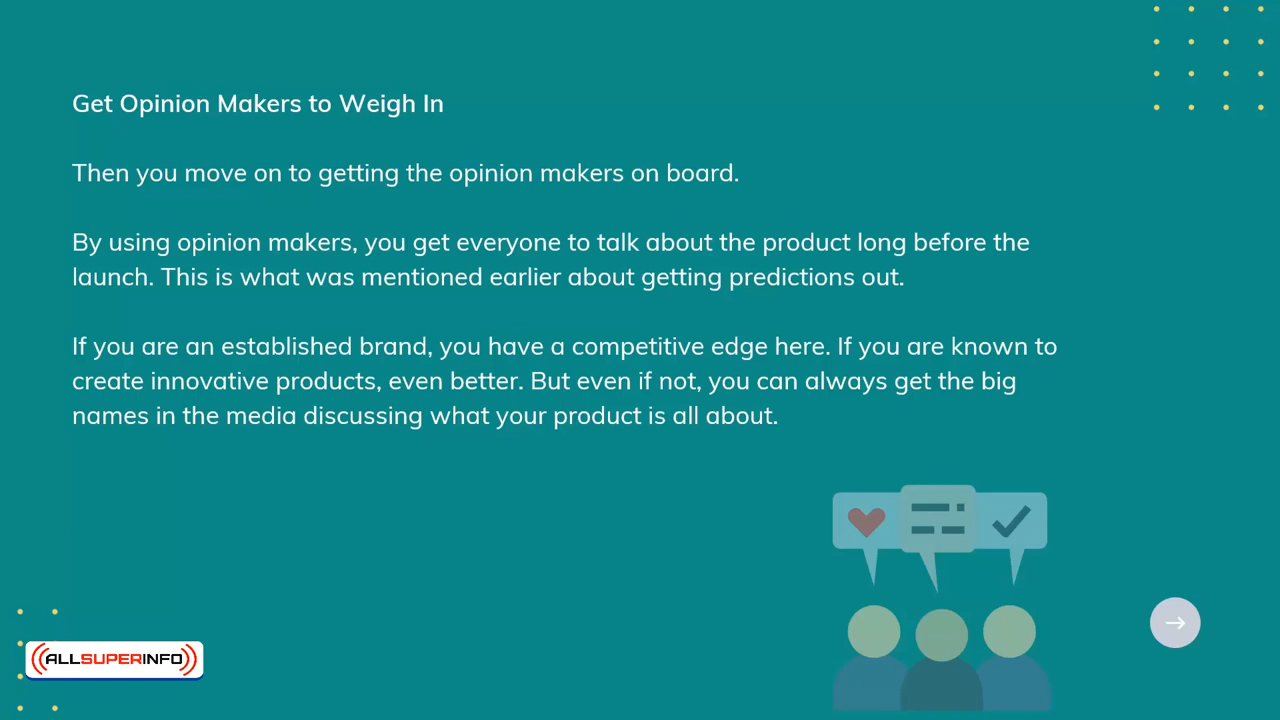 Get Opinion Makers to Weigh In
Then you move on to getting the opinion makers on board.
By using opinion makers, you get everyone to talk about the product long before the
launch. This is what was mentioned earlier about getting predictions out.
If you are an established brand, you have a competitive edge here. If you are known to
create innovative products, even better. But even if not, you can always get the big
names in the media discussing what your product is all about.
ALLSUPERINFO